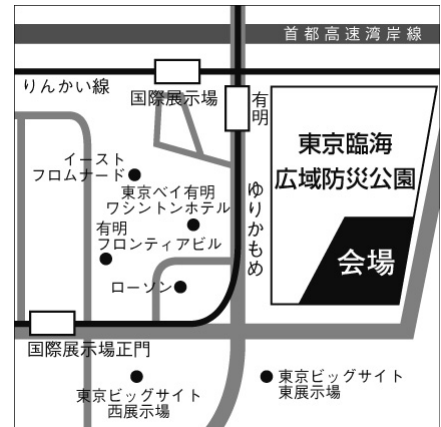 首都高速湾岸線
りんかい線
国際展示場
有明
東京臨海
広域防災公園
イースト
フロムナード
東京ベイ有明
ワシントンホテル
ゆりかもめ
有明
フロンティアビル
会場
ローソン
国際展示場正門
東京ビッグサイト
西展示場
東京ビッグサイト
東展示場